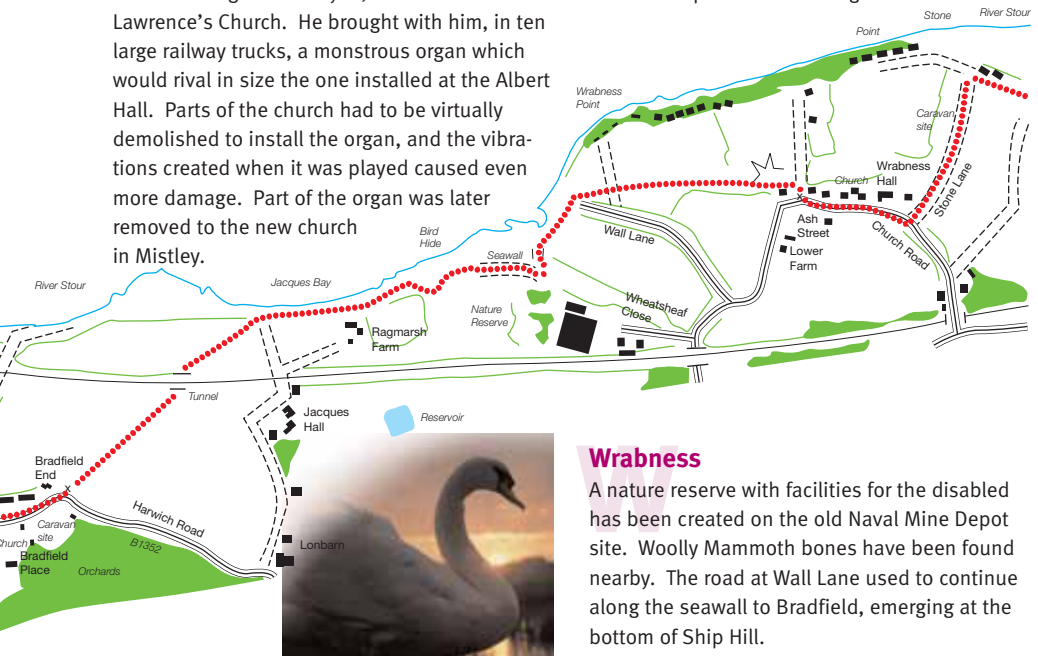 Lawrence's Church. He brought with him, in ten
large railway trucks, a monstrous organ which
would rival in size the one installed at the Albert
Hall. Parts of the church had to be virtually
demolished to install the organ, and the vibra-
tions created when it was played caused even
more damage. Part of the organ was later
removed to the new church
in Mistley.
Stone
Point
River Stour
Wrabness
Point
Caravan
site
Church
Wrabness
Hall
Stone Lane
Ash
Street
Church Road
Lower
Farm
Wall Lane
Bird
Hide
Seawall
River Stour
Jacques Bay
Nature
Reserve
Wheatsheaf
Close
Ragmarsh
Farm
Tunnel
Jacques
Hall
Reservoir
Bradfield
End
Harwich Road
B1352
Caravan
site
Church
Bradfield
Place
Orchards
Lonbarn
W
Wrabness
A nature reserve with facilities for the disabled
has been created on the old Naval Mine Depot
site. Woolly Mammoth bones have been found
nearby. The road at Wall Lane used to continue
along the seawall to Bradfield, emerging at the
bottom of Ship Hill.